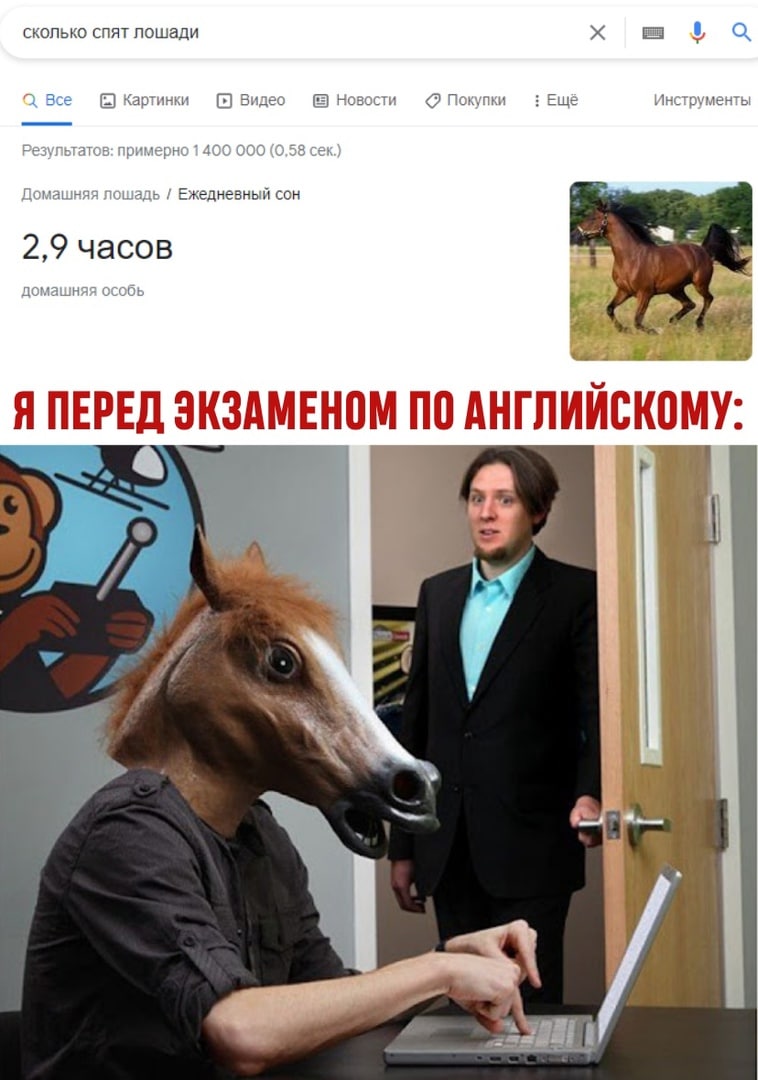 сколько спят лошади
Все Картинки Видео Новости Покупки Ещё Инструменты
Результатов: примерно 1 400 000 (0,58 сек.)
Домашняя лошадь / Ежедневный сон
2,9 часов
домашняя особь
Я ПЕРЕД ЭКЗАМЕНОМ ПО АНГЛИЙСКОМУ: